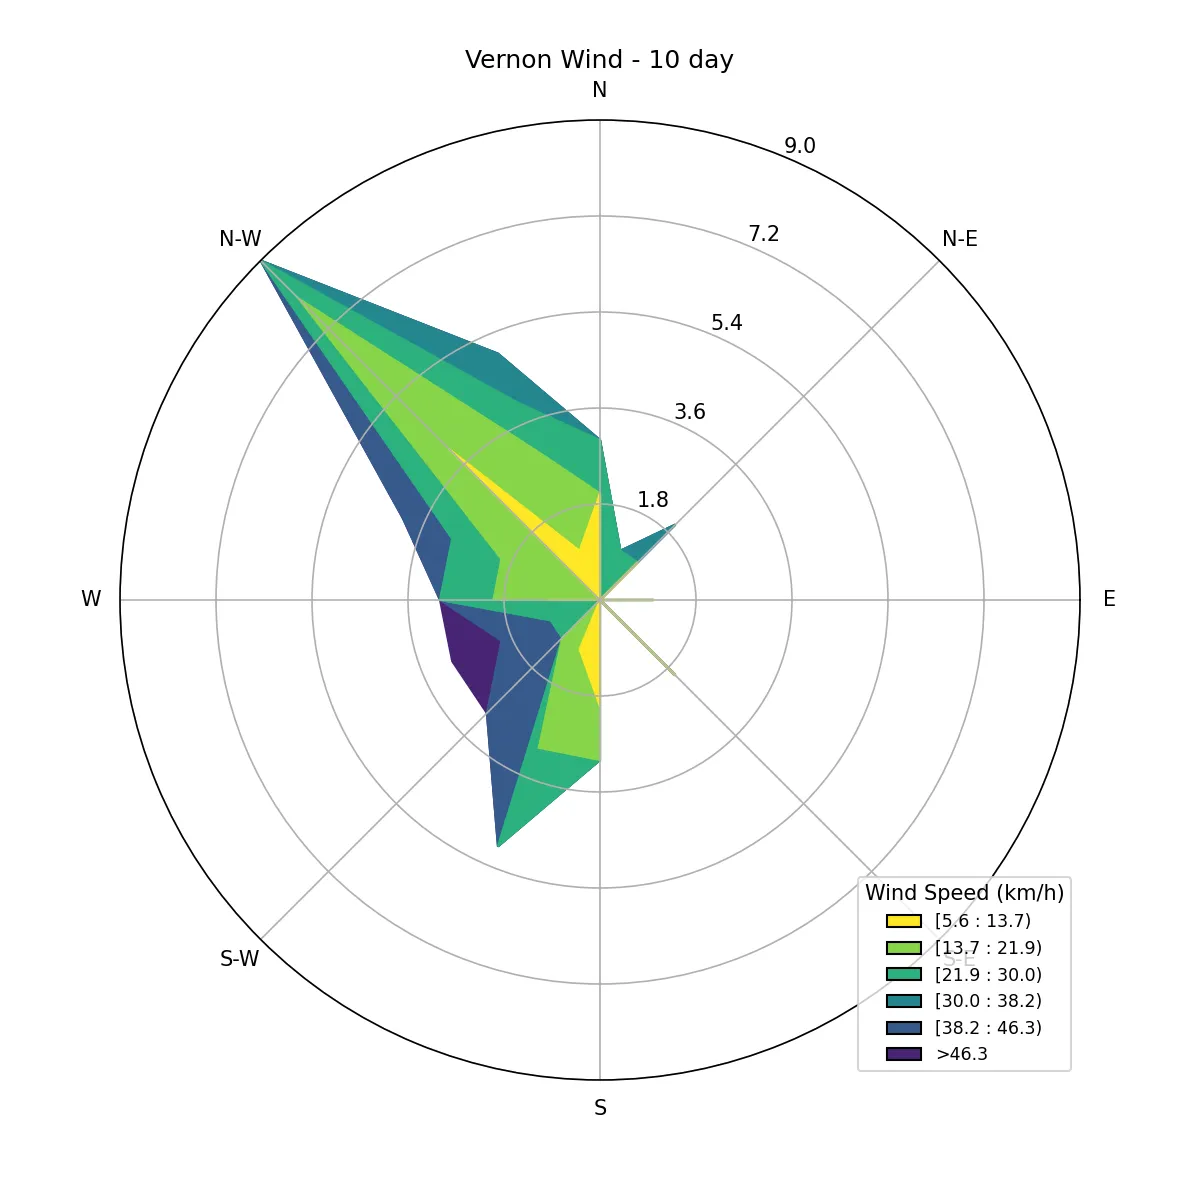 Vernon Wind - 10 day
N
9.0
N-W
7.2
N-E
5.4
3.6
1.8
W
E
S-W
S-E
S
Wind Speed (km/h)
[5.6 : 13.7)
[13.7 : 21.9)
[21.9 : 30.0)
[30.0 : 38.2)
[38.2 : 46.3)
>46.3